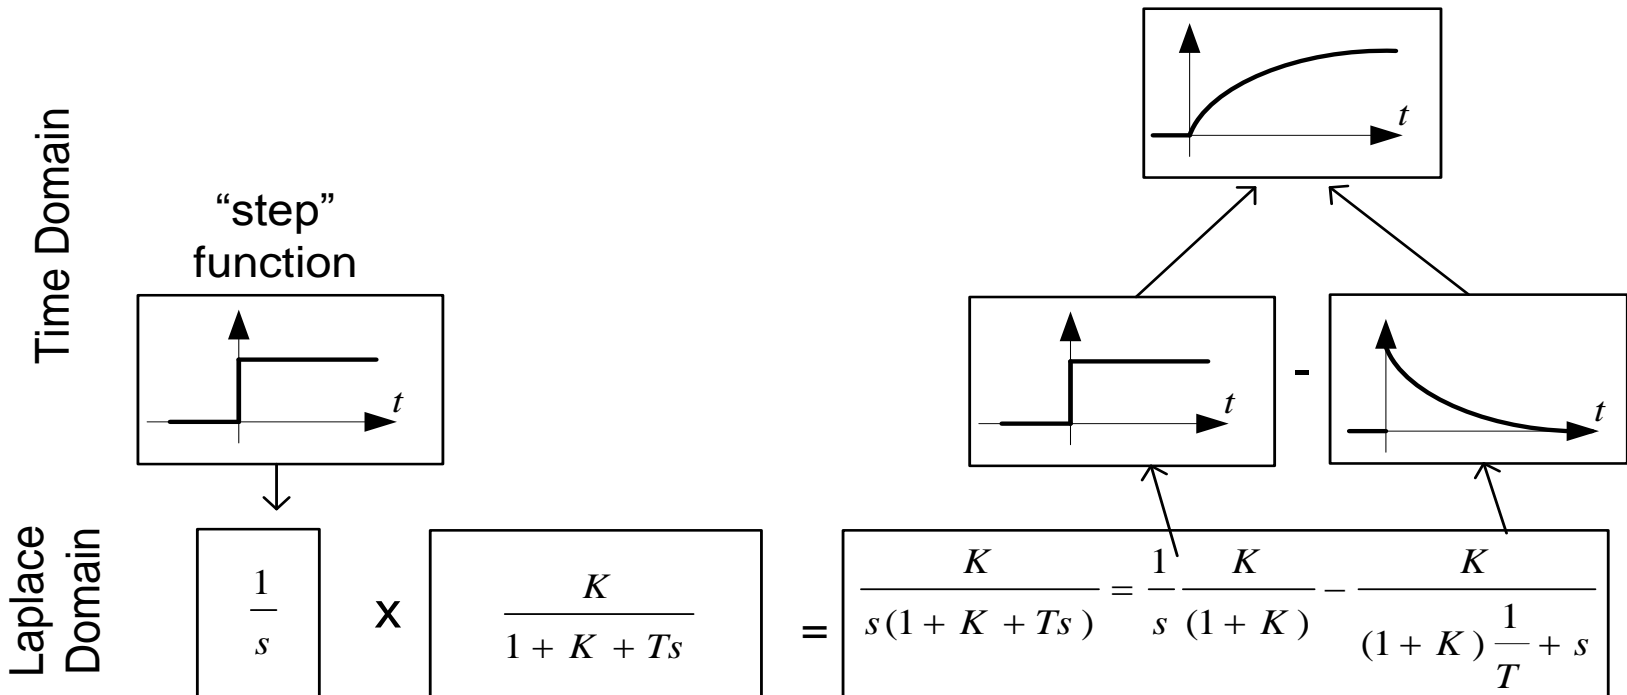 Time Domain
"step"
function
t
t
-
t
t
Laplace
Domain
1/s
x
K/(1 + K + Ts)
=
K/(s(1 + K + Ts)) = 1/s K/((1 + K)) − K/((1 + K) 1/T + s)